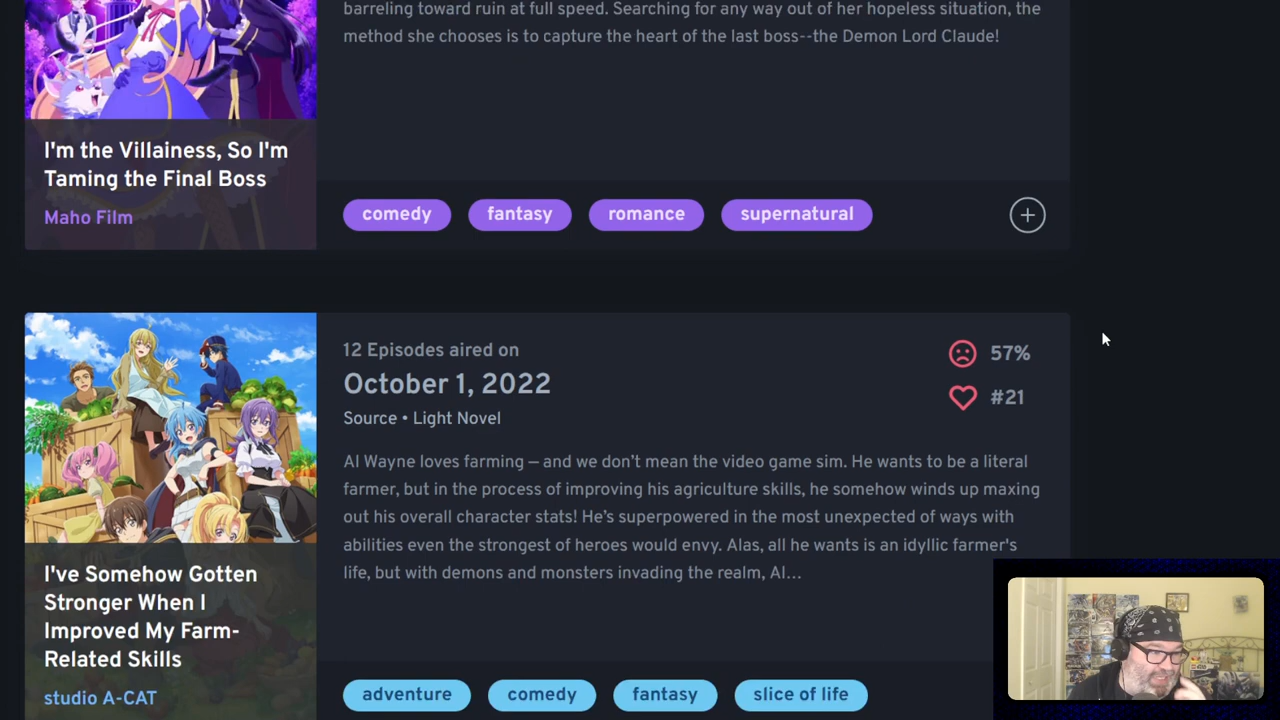 barreling toward ruin at full speed. Searching for any way out of her hopeless situation, the
method she chooses is to capture the heart of the last boss--the Demon Lord Claude!
I'm the Villainess, So I'm
Taming the Final Boss
Maho Film
comedy
fantasy
romance
supernatural
12 Episodes aired on
October 1, 2022
Source • Light Novel
57%
#21
Al Wayne loves farming — and we don’t mean the video game sim. He wants to be a literal
farmer, but in the process of improving his agriculture skills, he somehow winds up maxing
out his overall character stats! He’s superpowered in the most unexpected of ways with
abilities even the strongest of heroes would envy. Alas, all he wants is an idyllic farmer's
life, but with demons and monsters invading the realm, Al…
I've Somehow Gotten
Stronger When I
Improved My Farm-
Related Skills
studio A-CAT
adventure
comedy
fantasy
slice of life